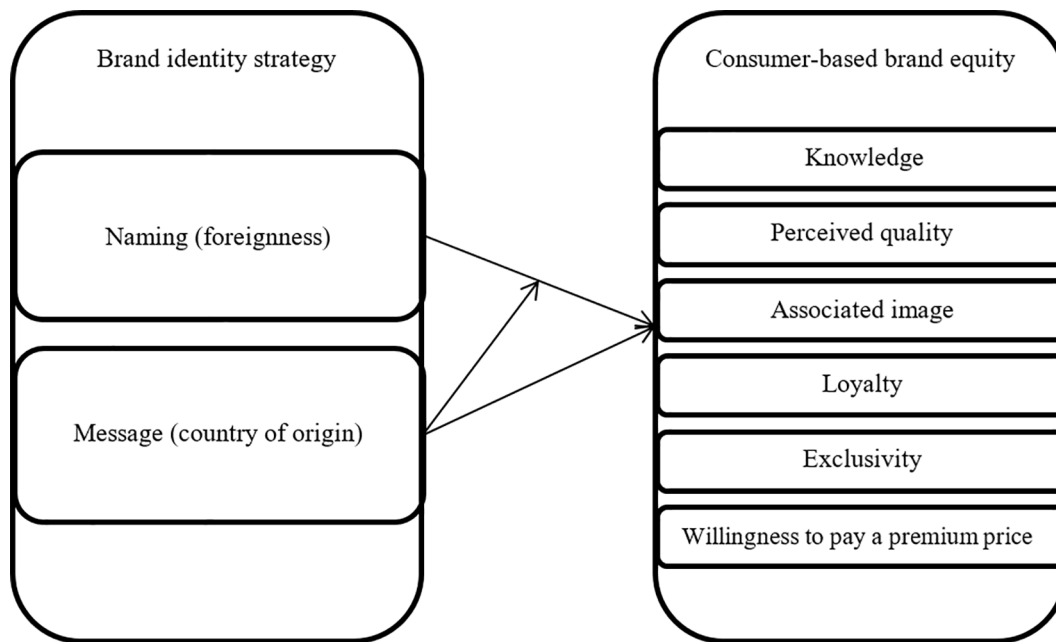 Brand identity strategy
Naming (foreignness)
Message (country of origin)
Consumer-based brand equity
Knowledge
Perceived quality
Associated image
Loyalty
Exclusivity
Willingness to pay a premium price